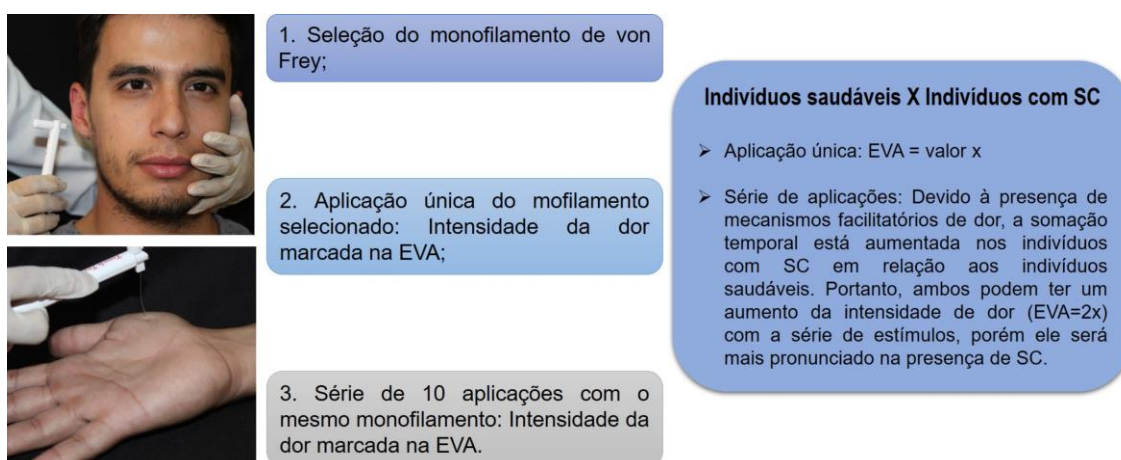 1. Seleção do monofilamento de von
Frey;
2. Aplicação única do mofilamento
selecionado: Intensidade da dor
marcada na EVA;
3. Série de 10 aplicações com o
mesmo monofilamento: Intensidade da
dor marcada na EVA.
Indivíduos saudáveis X Indivíduos com SC
➢ Aplicação única: EVA = valor x
➢ Série de aplicações: Devido à presença de
mecanismos facilitatórios de dor, a somação
temporal está aumentada nos indivíduos
com SC em relação aos indivíduos
saudáveis. Portanto, ambos podem ter um
aumento da intensidade de dor (EVA=2x)
com a série de estímulos, porém ele será
mais pronunciado na presença de SC.